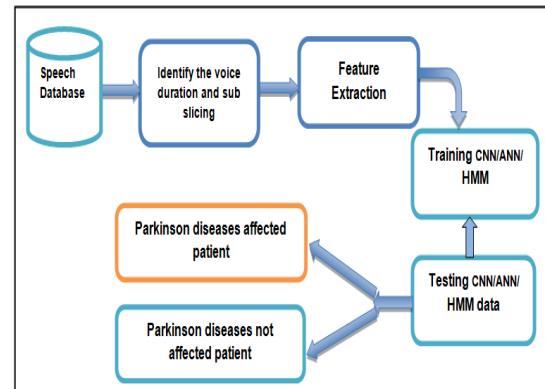 Speech
Database
Identify the voice
duration and sub
slicing
Feature
Extraction
Training CNN/ANN/
HMM
Parkinson diseases affected
patient
Testing CNN/ANN/
HMM data
Parkinson diseases not
affected patient